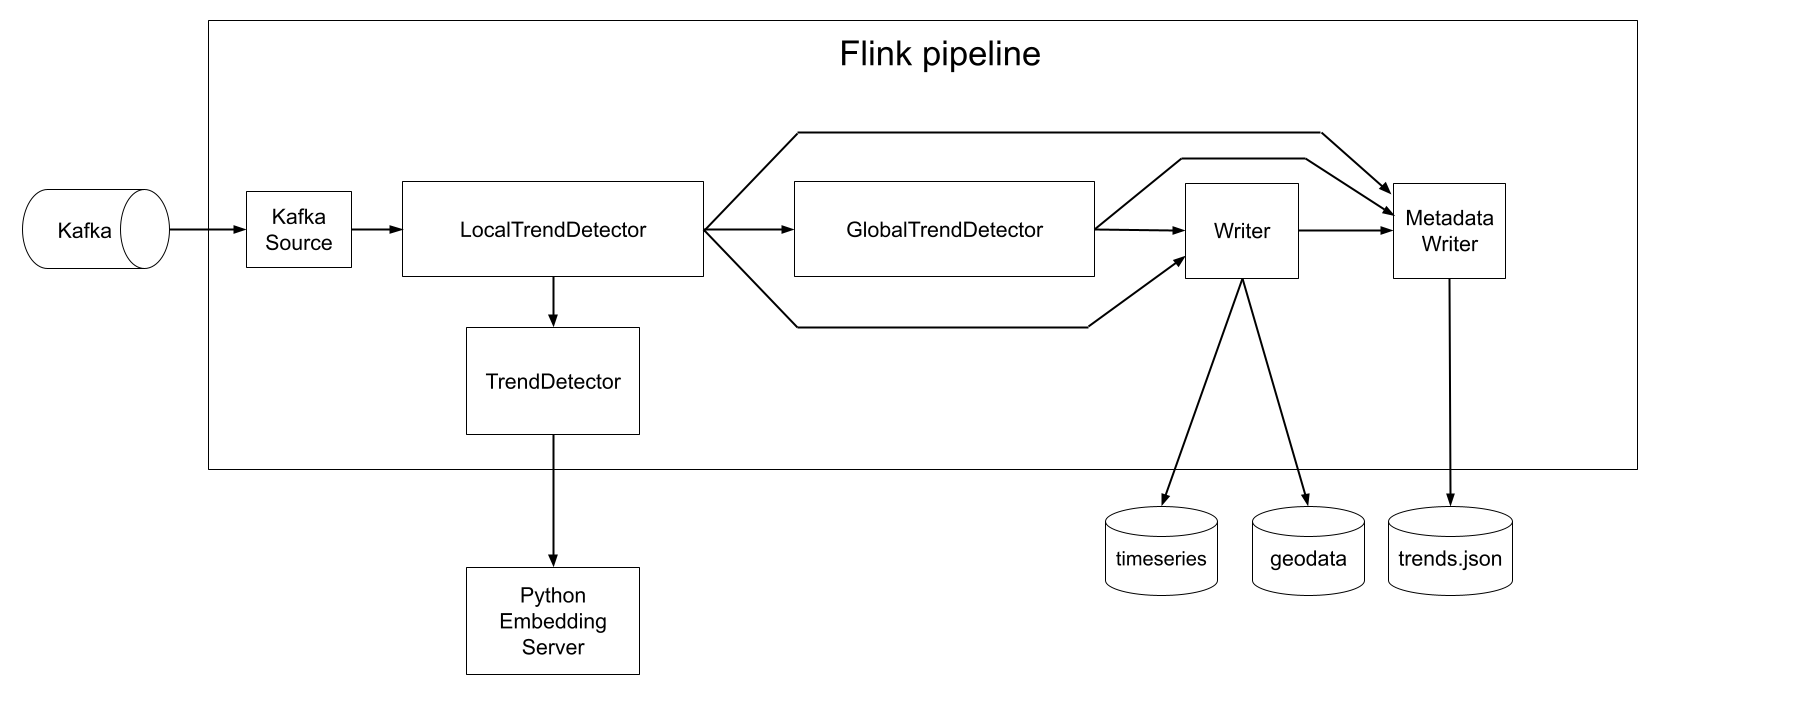 Flink pipeline
Kafka
Kafka
Source
LocalTrendDetector
GlobalTrendDetector
Writer
Metadata
Writer
TrendDetector
timeseries
geodata
trends.json
Python
Embedding
Server